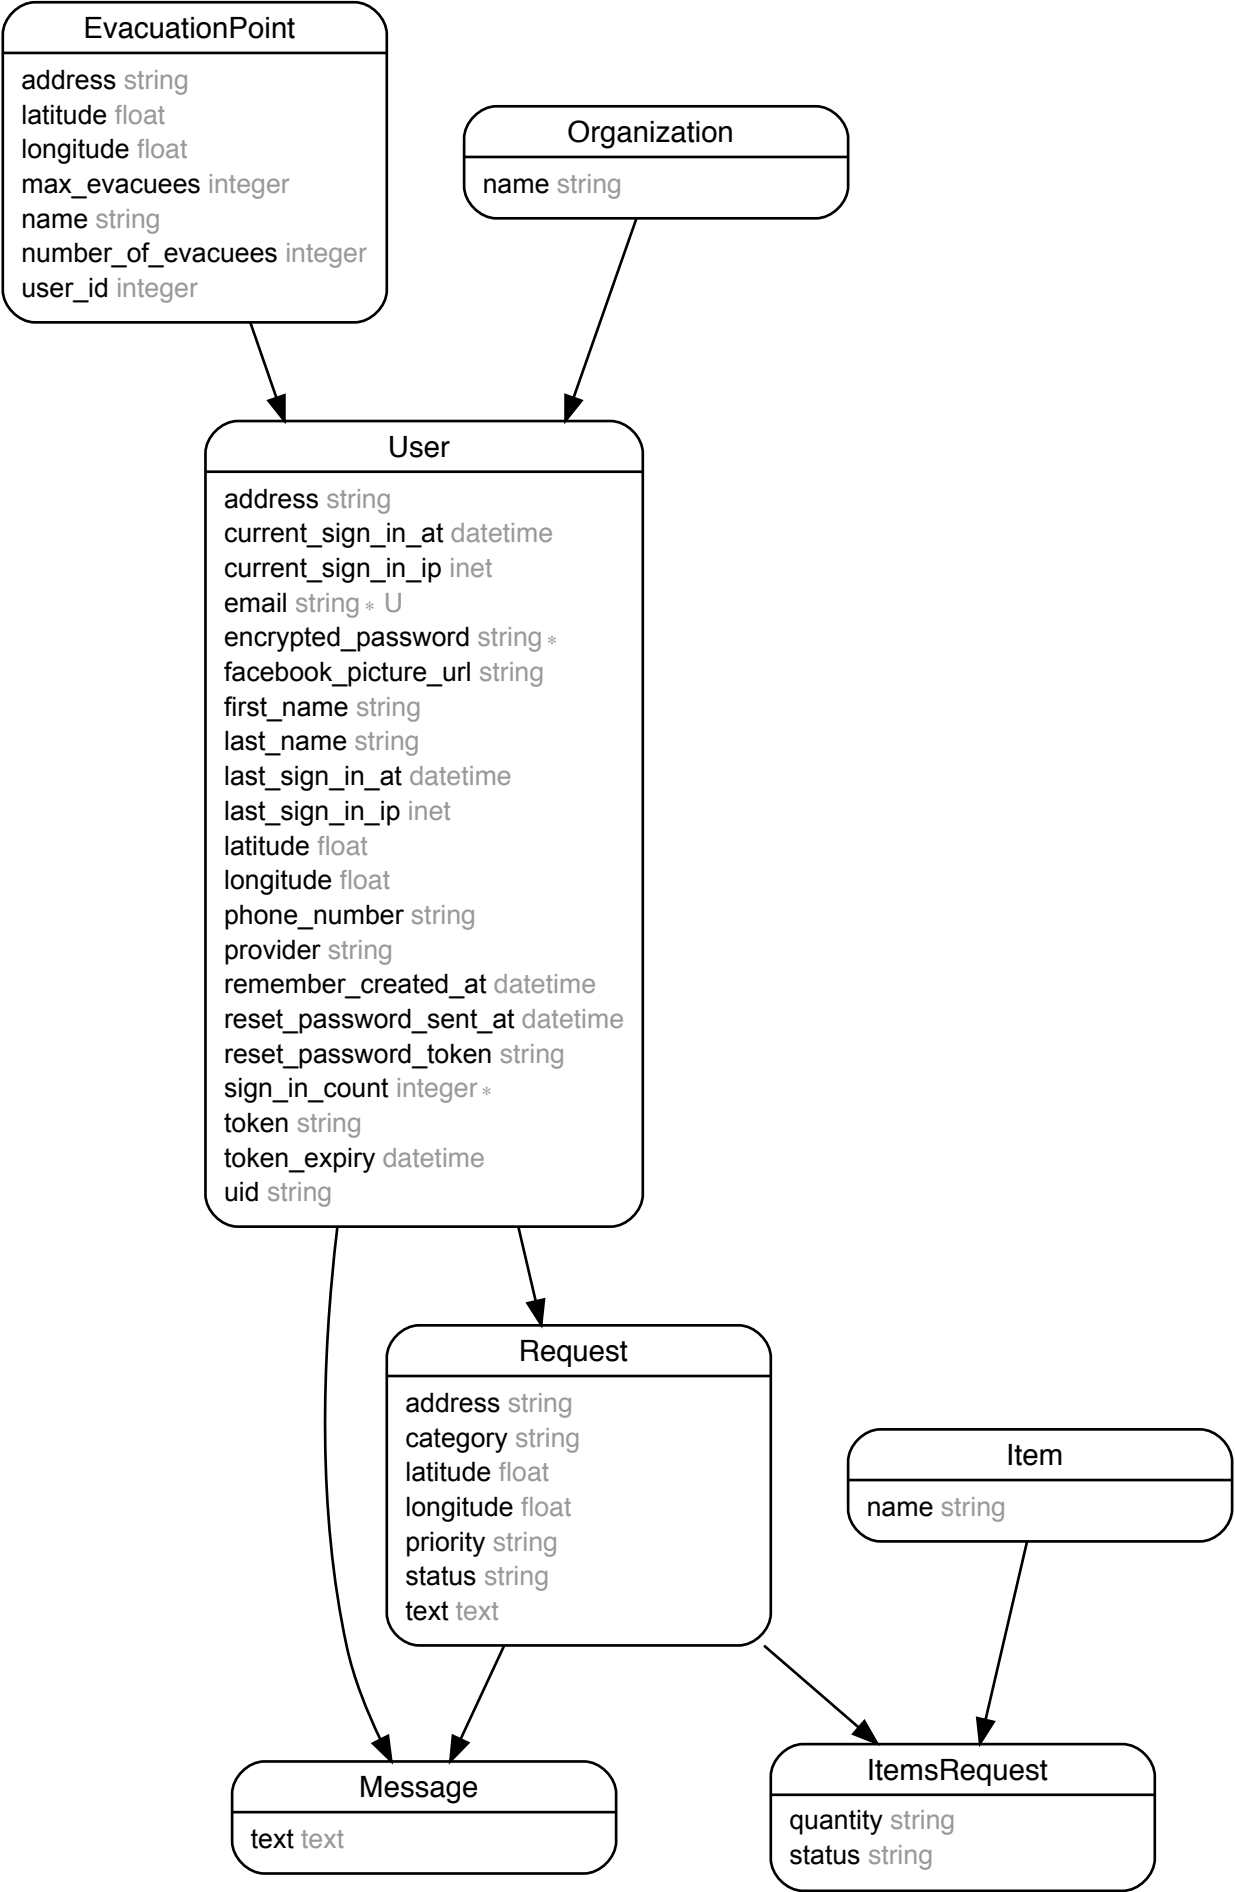 EvacuationPoint
address string
latitude float
longitude float
max_evacuees integer
name string
number_of_evacuees integer
user_id integer
Organization
name string
User
address string
current_sign_in_at datetime
current_sign_in_ip inet
email string * U
encrypted_password string *
facebook_picture_url string
first_name string
last_name string
last_sign_in_at datetime
last_sign_in_ip inet
latitude float
longitude float
phone_number string
provider string
remember_created_at datetime
reset_password_sent_at datetime
reset_password_token string
sign_in_count integer *
token string
token_expiry datetime
uid string
Request
address string
category string
latitude float
longitude float
priority string
status string
text text
Item
name string
Message
text text
ItemsRequest
quantity string
status string